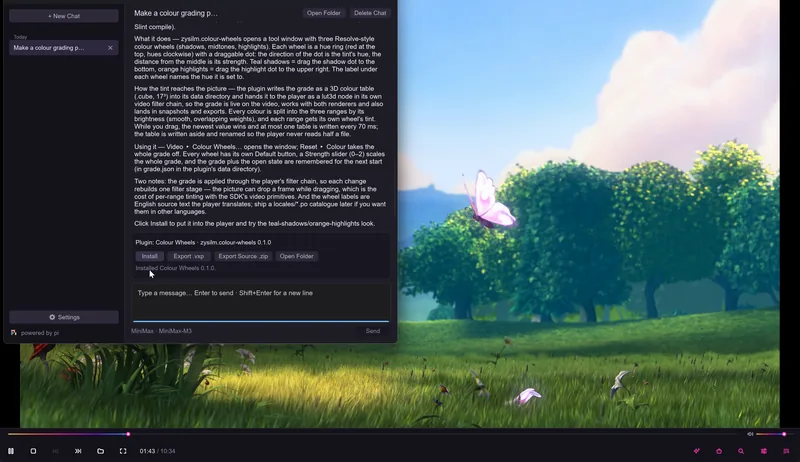 + New Chat
Today
Make a colour grading p...
Settings
powered by pi
Make a colour grading p...
Open Folder
Delete Chat
Slint compile).
What it does — zysilm.colour-wheels opens a tool window with three Resolve-style
colour wheels (shadows, midtones, highlights). Each wheel is a hue ring (red at the
top, hues clockwise) with a draggable dot: the direction of the dot is the tint's hue, the
distance from the middle is its strength. Teal shadows = drag the shadow dot to the
bottom, orange highlights = drag the highlight dot to the upper right. The label under
each wheel names the hue it is set to.
How the tint reaches the picture — the plugin writes the grade as a 3D colour table
(.cube, 17³) into its data directory and hands it to the player as a lut3d node in its own
video filter chain, so the grade is live on the video, works with both renderers and also
lands in snapshots and exports. Every colour is split into the three ranges by its
brightness (smooth, overlapping weights), and each range gets its own wheel's tint.
While you drag, the newest value wins and at most one table is written every 70 ms;
the table is written aside and renamed so the player never reads half a file.
Using it — Video • Colour Wheels... opens the window; Reset • Colour takes the
whole grade off. Every wheel has its own Default button, a Strength slider (0–2) scales
the whole grade, and the grade plus the open state are remembered for the next start
(in grade.json in the plugin's data directory).
Two notes: the grade is applied through the player's filter chain, so each change
rebuilds one filter stage — the picture can drop a frame while dragging, which is the
cost of per-range tinting with the SDK's video primitives. And the wheel labels are
English source text the player translates; ship a locales/*.po catalogue later if you want
them in other languages.
Click Install to put it into the player and try the teal-shadows/orange-highlights look.
Plugin: Colour Wheels · zysilm.colour-wheels 0.1.0
Install
Export .vxp
Export Source .zip
Open Folder
Installed Colour Wheels 0.1.0.
Type a message... Enter to send · Shift+Enter for a new line
MiniMax · MiniMax-M3
Send
01:43 / 10:34